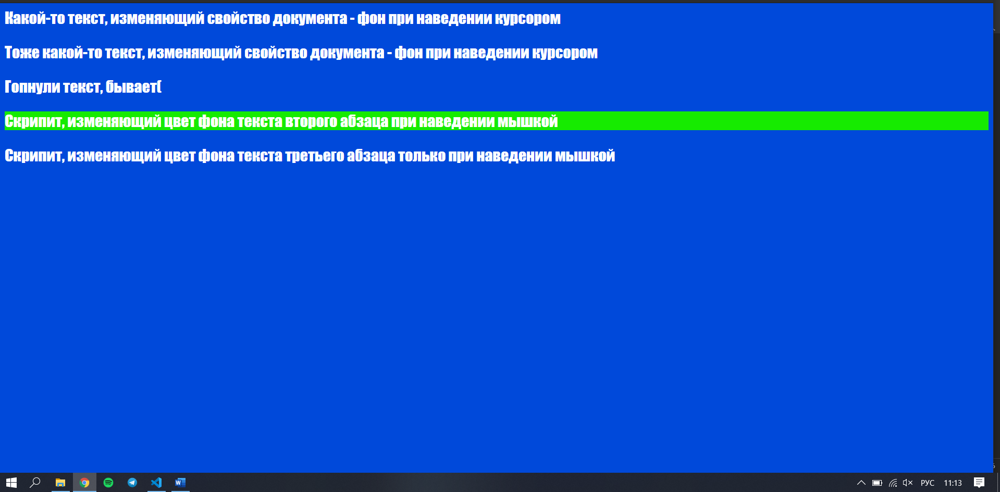 Какой-то текст, изменяющий свойство документа - фон при наведении курсором
Тоже какой-то текст, изменяющий свойство документа - фон при наведении курсором
Гопнули текст, бывает(
Скрипит, изменяющий цвет фона текста второго абзаца при наведении мышкой
Скрипит, изменяющий цвет фона текста третьего абзаца только при наведении мышкой
РУС 11:13